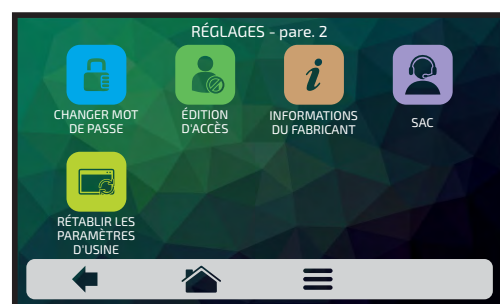 RÉGLAGES - pare. 2
CHANGER MOT
DE PASSE
ÉDITION
D'ACCÈS
INFORMATIONS
DU FABRICANT
SAC
RÉTABLIR LES
PARAMÈTRES
D'USINE